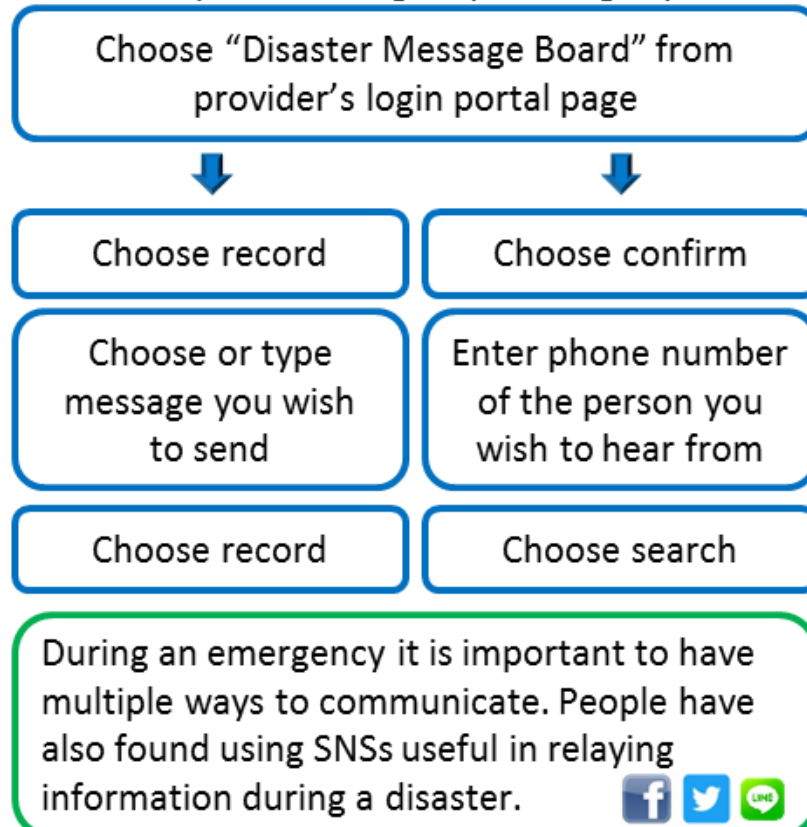 Choose “Disaster Message Board” from
provider’s login portal page
Choose record
Choose or type
message you wish
to send
Choose record
Choose confirm
Enter phone number
of the person you
wish to hear from
Choose search
During an emergency it is important to have
multiple ways to communicate. People have
also found using SNSs useful in relaying
information during a disaster.
LINE